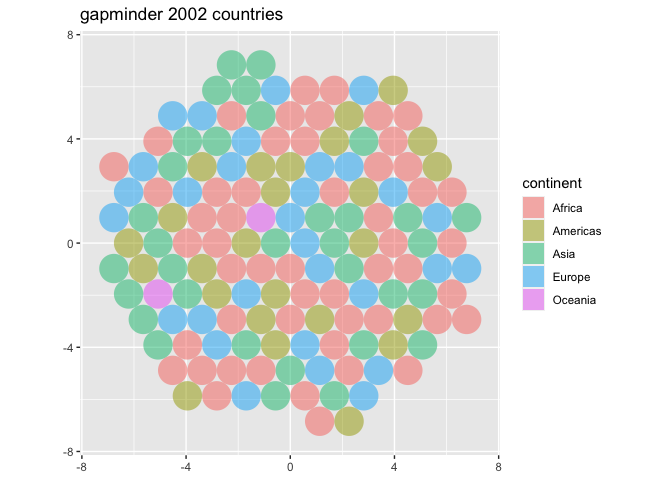 gapminder 2002 countries
8
4
0
-4
-8
-8
-4
0
4
8
continent
Africa
Americas
Asia
Europe
Oceania